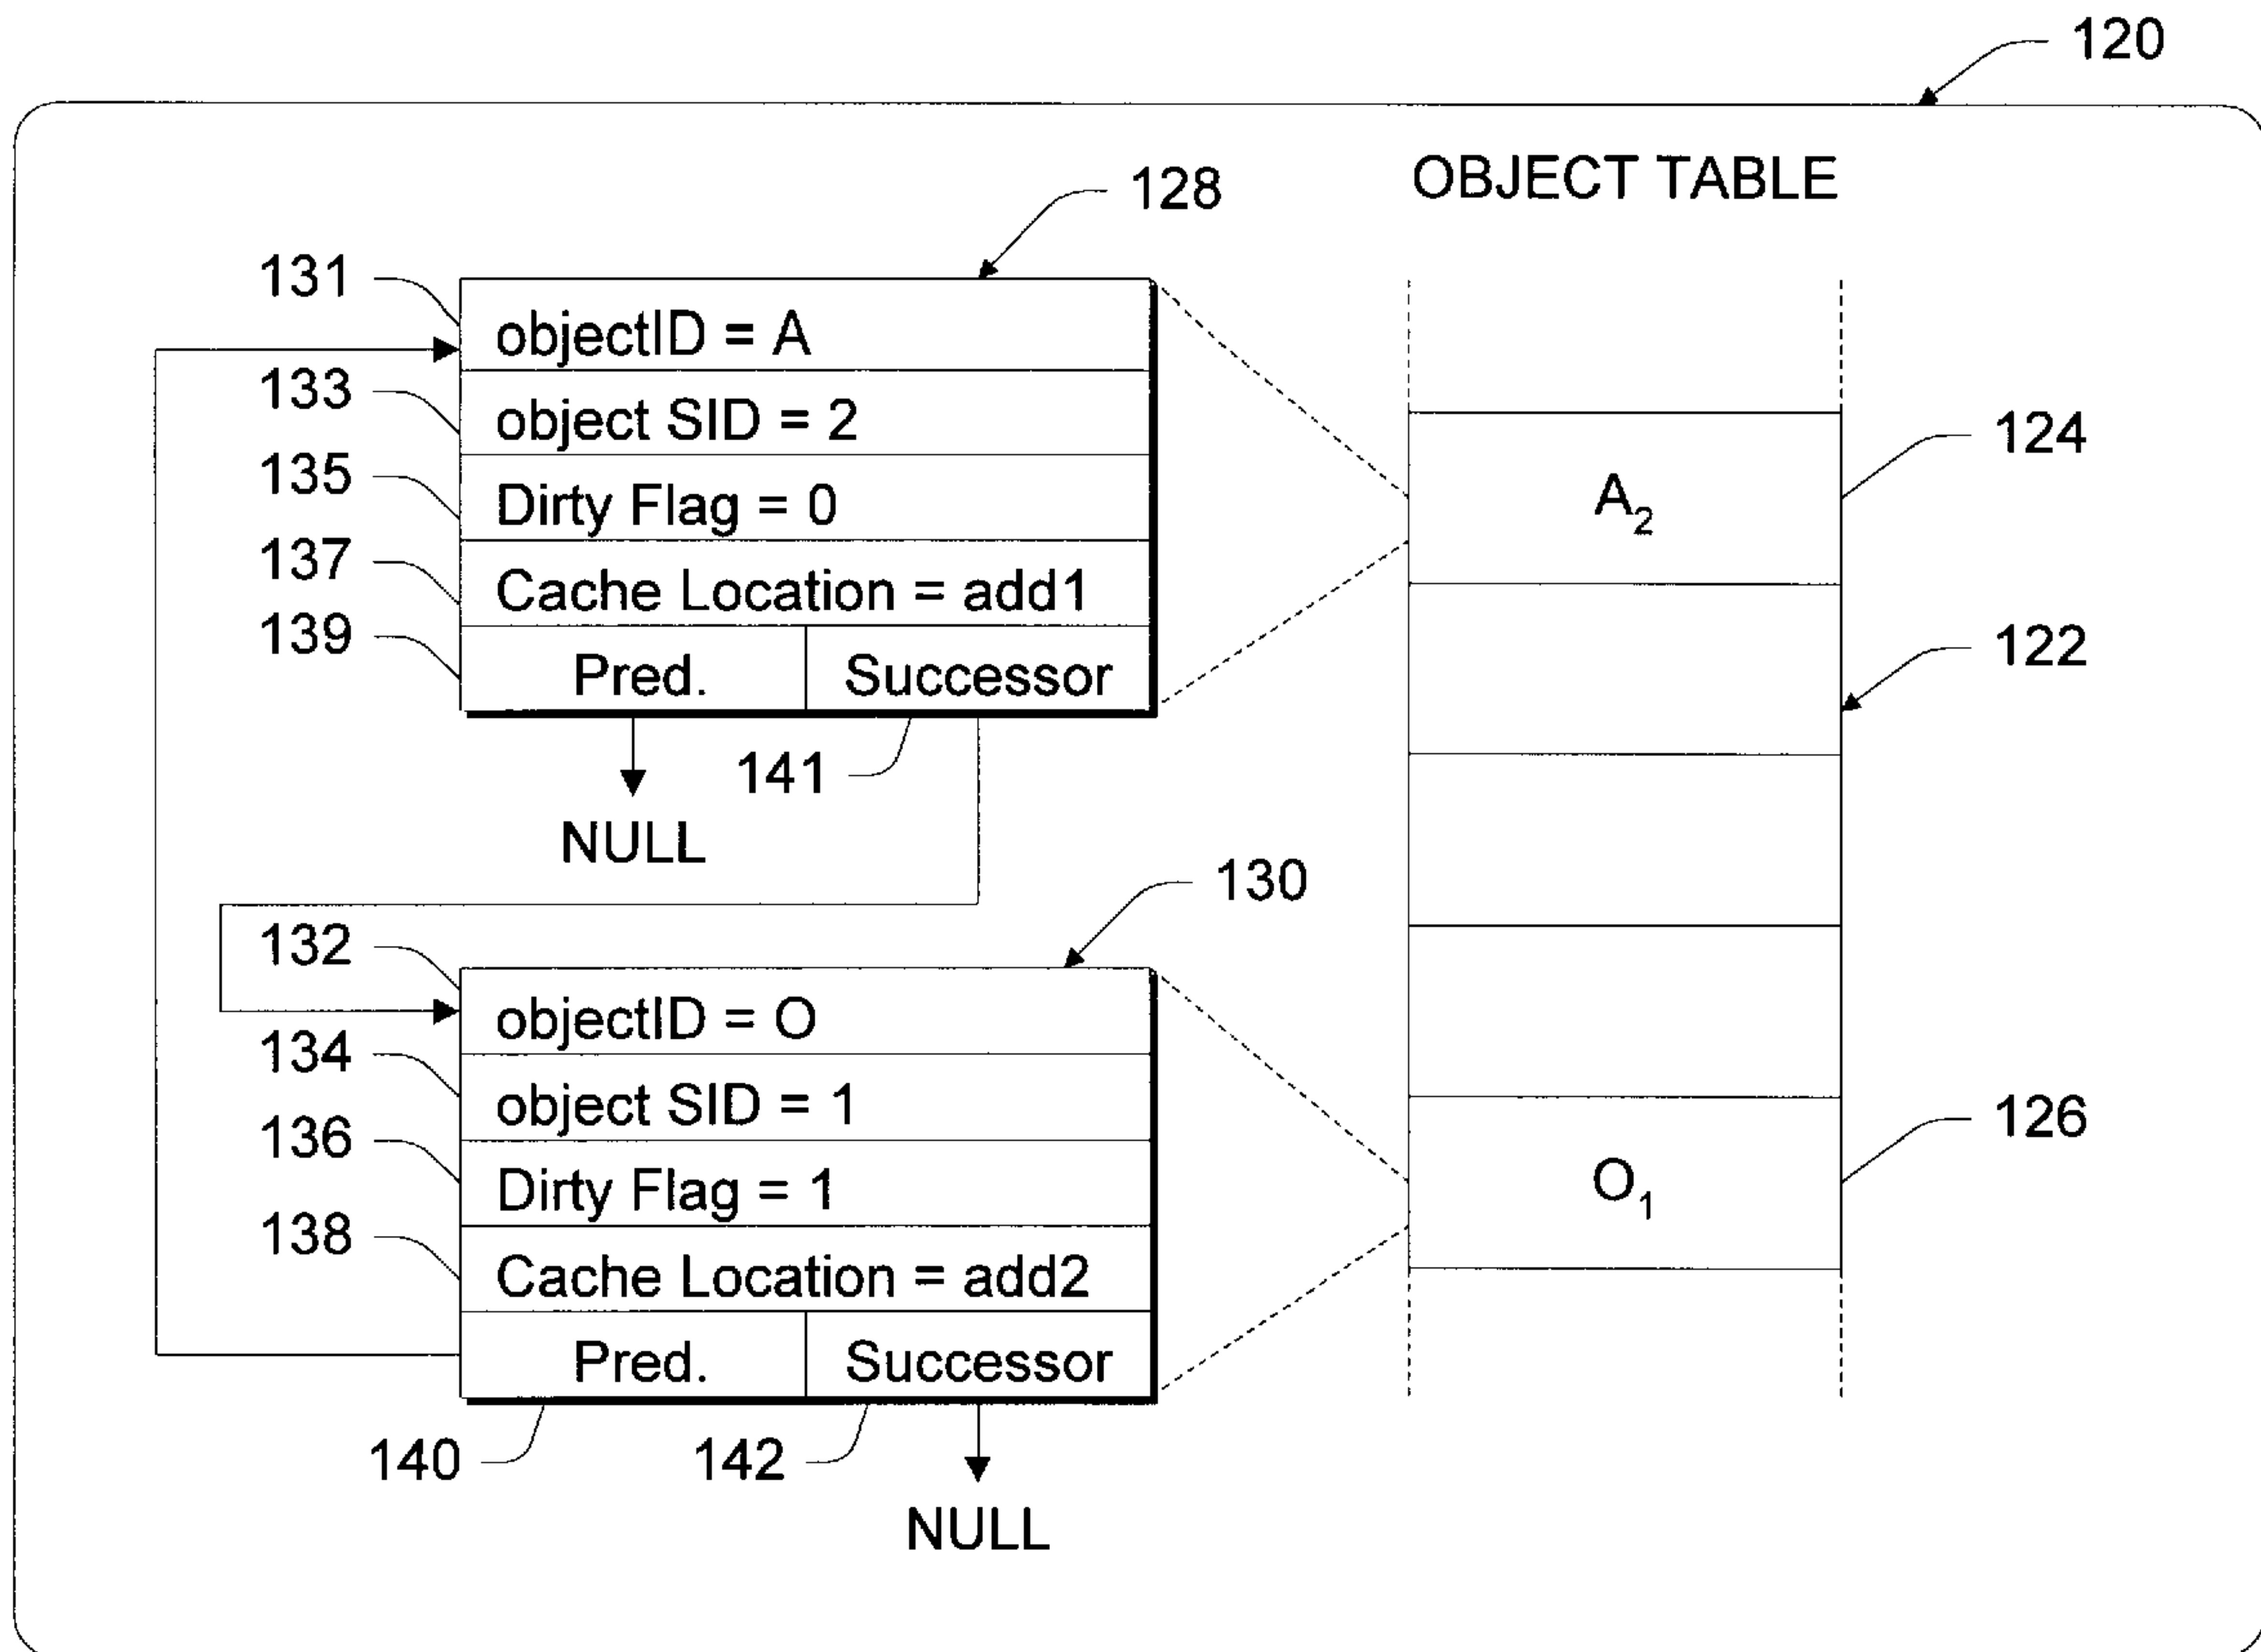 120
OBJECT TABLE
128
131
objectID = A
133
object SID = 2
124
A₂
135
Dirty Flag = 0
137
Cache Location = add1
139
Pred.
Successor
122
141
NULL
130
132
objectID = O
134
object SID = 1
126
O₁
136
Dirty Flag = 1
138
Cache Location = add2
Pred.
Successor
140
142
NULL